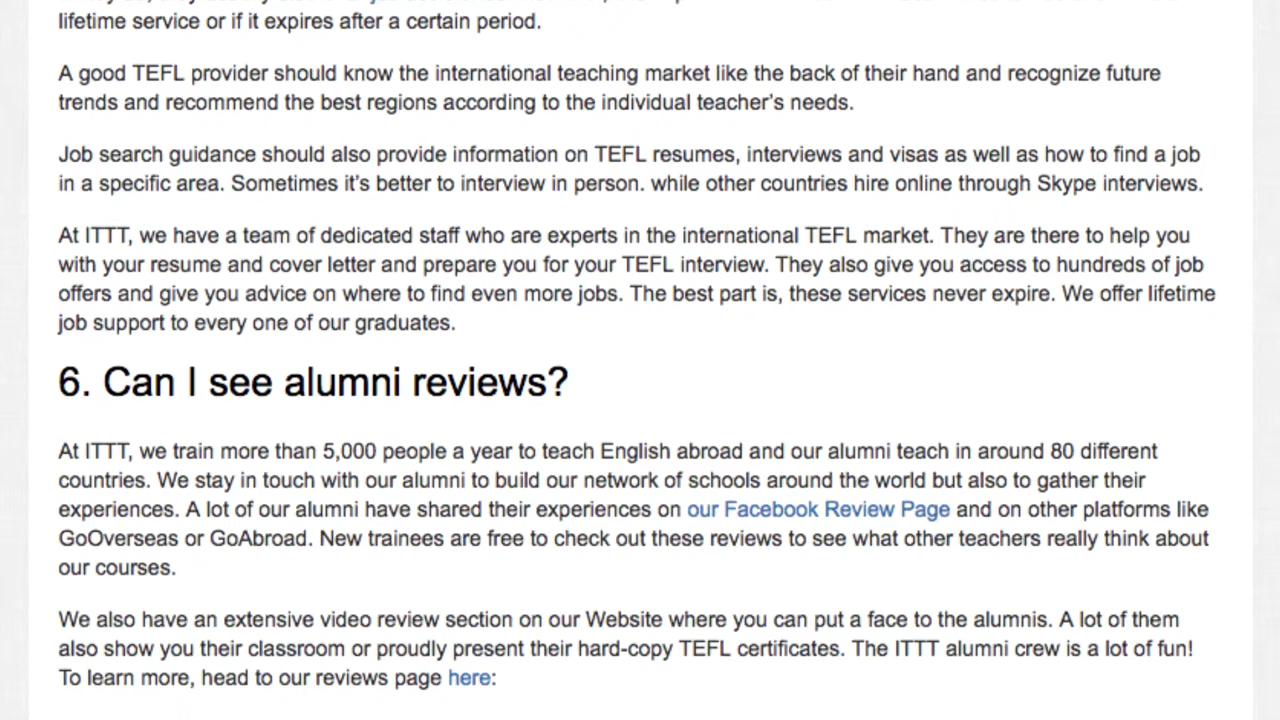 lifetime service or if it expires after a certain period.
A good TEFL provider should know the international teaching market like the back of their hand and recognize future
trends and recommend the best regions according to the individual teacher's needs.
Job search guidance should also provide information on TEFL resumes, interviews and visas as well as how to find a job
in a specific area. Sometimes it's better to interview in person. while other countries hire online through Skype interviews.
At ITTT, we have a team of dedicated staff who are experts in the international TEFL market. They are there to help you
with your resume and cover letter and prepare you for your TEFL interview. They also give you access to hundreds of job
offers and give you advice on where to find even more jobs. The best part is, these services never expire. We offer lifetime
job support to every one of our graduates.
6. Can I see alumni reviews?
At ITTT, we train more than 5,000 people a year to teach English abroad and our alumni teach in around 80 different
countries. We stay in touch with our alumni to build our network of schools around the world but also to gather their
experiences. A lot of our alumni have shared their experiences on our Facebook Review Page and on other platforms like
GoOverseas or GoAbroad. New trainees are free to check out these reviews to see what other teachers really think about
our courses.
We also have an extensive video review section on our Website where you can put a face to the alumnis. A lot of them
also show you their classroom or proudly present their hard-copy TEFL certificates. The ITTT alumni crew is a lot of fun!
To learn more, head to our reviews page here: